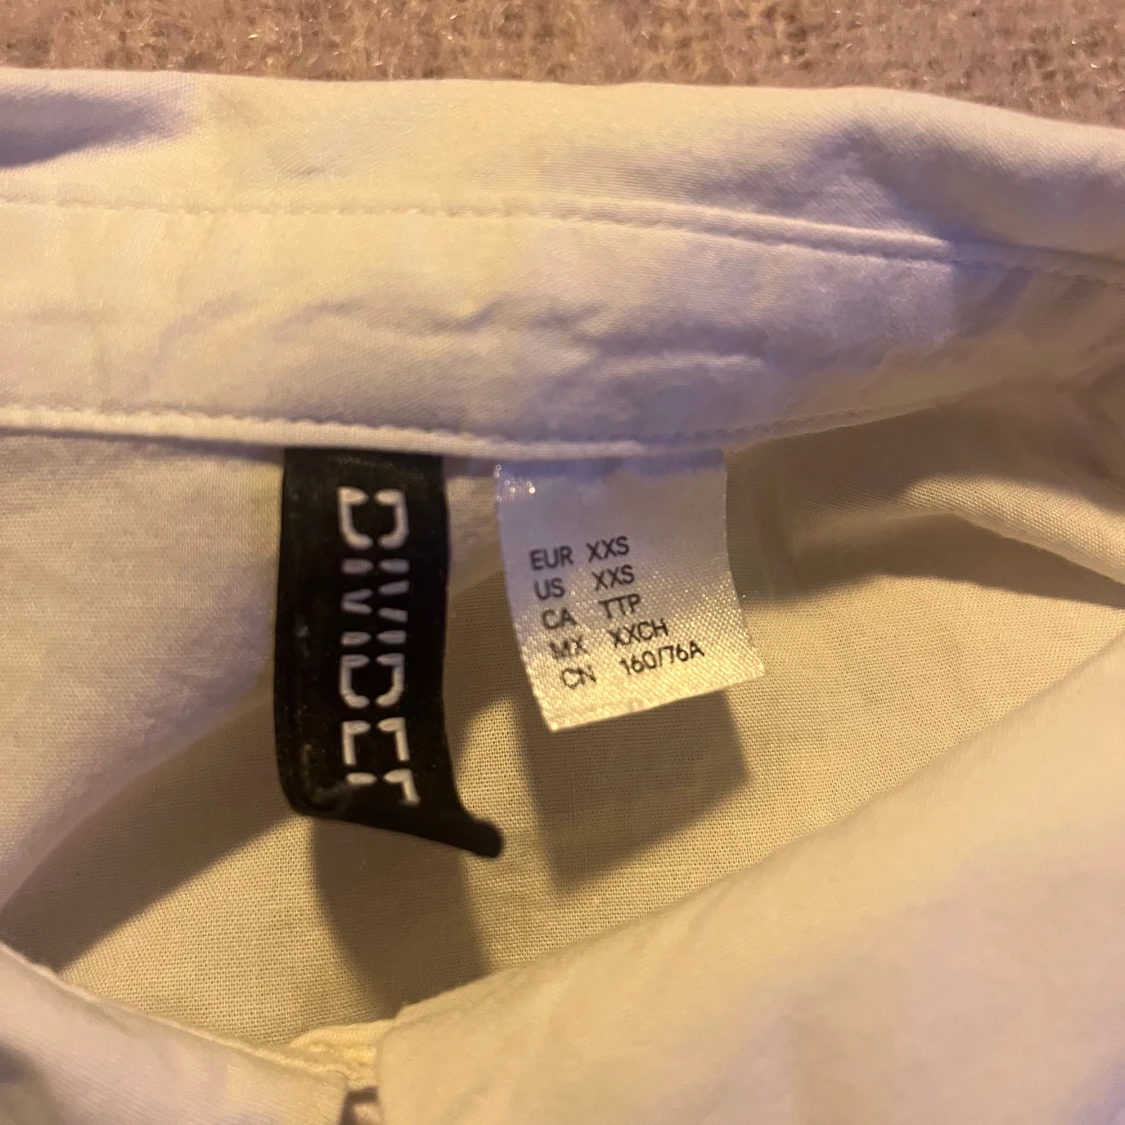 DIVIDED
EUR XXS
US XXS
CA TTP
MX XXCH
CN 160/76A